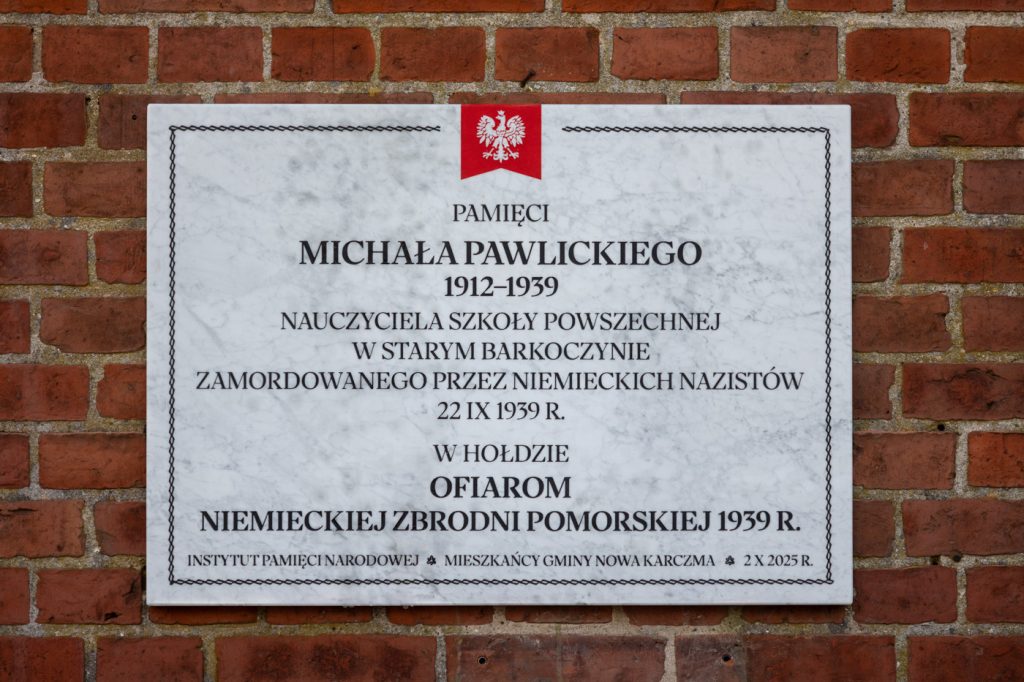 PAMIĘCI
MICHAŁA PAWLICKIEGO
1912–1939
NAUCZYCIELA SZKOŁY POWSZECHNEJ
W STARYM BARKOCZYNIE
ZAMORDOWANEGO PRZEZ NIEMIECKICH NAZISTÓW
22 IX 1939 R.
W HOŁDZIE
OFIAROM
NIEMIECKIEJ ZBRODNI POMORSKIEJ 1939 R.
INSTYTUT PAMIĘCI NARODOWEJ MIESZKAŃCY GMINY NOWA KARCZMA 2 X 2025 R.